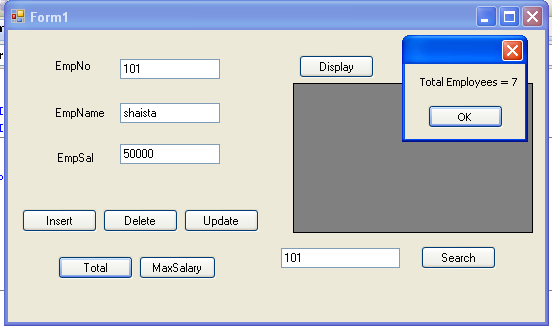 Form1
EmpNo 101 Display
Total Employees = 7
EmpName shaista
OK
EmpSal 50000
Insert Delete Update
101 Search
Total MaxSalary